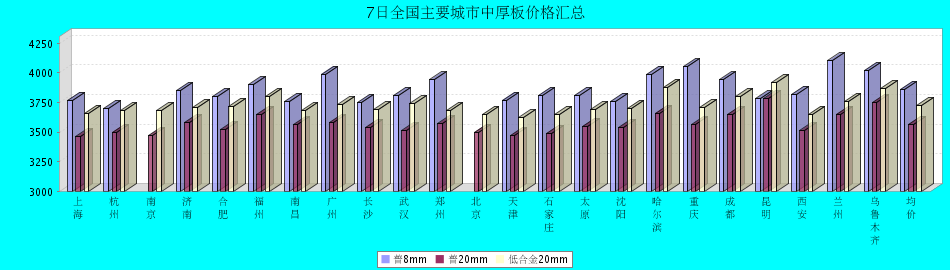 7日全国主要城市中厚板价格汇总
4250
4000
3750
3500
3250
3000
上海
杭州
南京
济南
合肥
福州
南昌
广州
长沙
武汉
郑州
北京
天津
石家庄
太原
沈阳
哈尔滨
重庆
成都
昆明
西安
兰州
乌鲁木齐
均价
普8mm 普20mm 低合金20mm